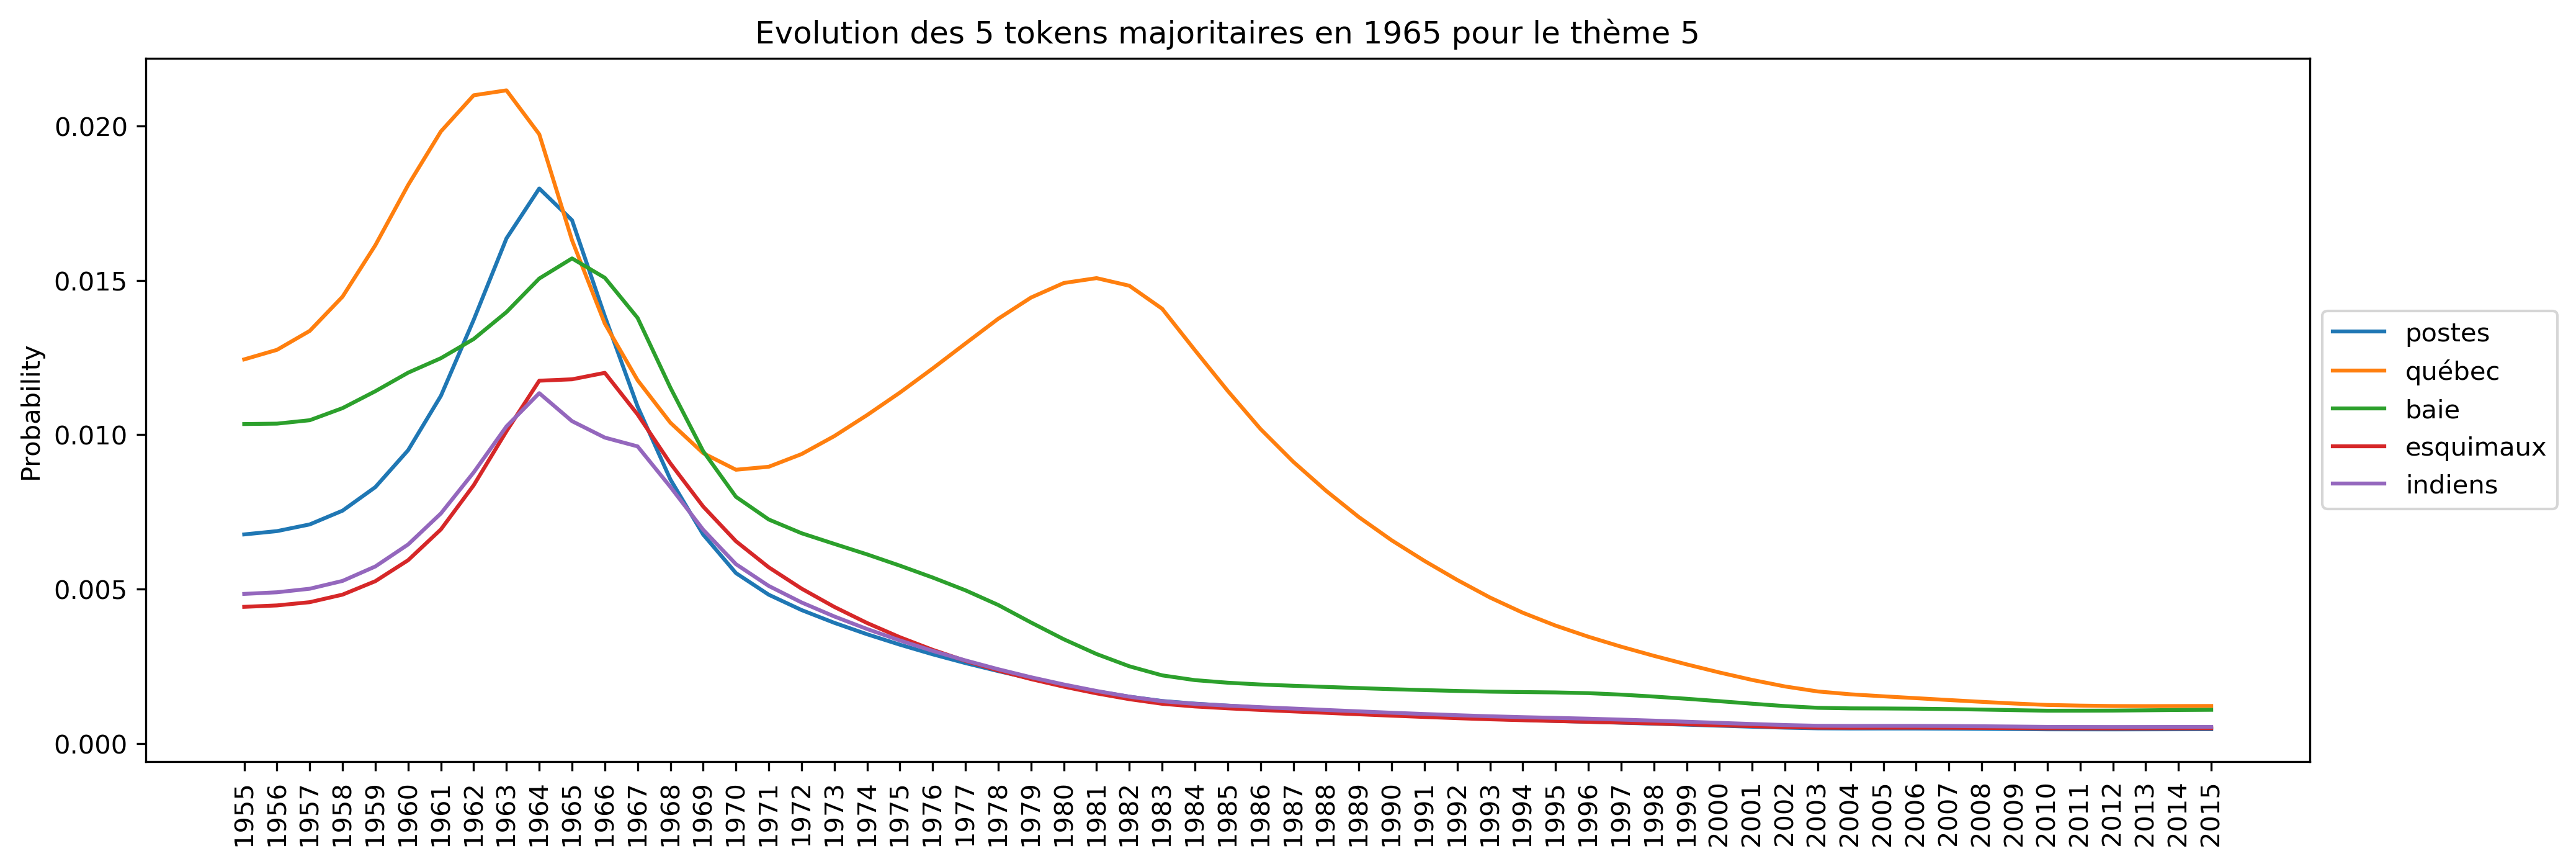 Evolution des 5 tokens majoritaires en 1965 pour le thème 5
Probability
0.020
0.015
0.010
0.005
0.000
1955 1956 1957 1958 1959 1960 1961 1962 1963 1964 1965 1966 1967 1968 1969 1970 1971 1972 1973 1974 1975 1976 1977 1978 1979 1980 1981 1982 1983 1984 1985 1986 1987 1988 1989 1990 1991 1992 1993 1994 1995 1996 1997 1998 1999 2000 2001 2002 2003 2004 2005 2006 2007 2008 2009 2010 2011 2012 2013 2014 2015
postes
québec
baie
esquimaux
indiens